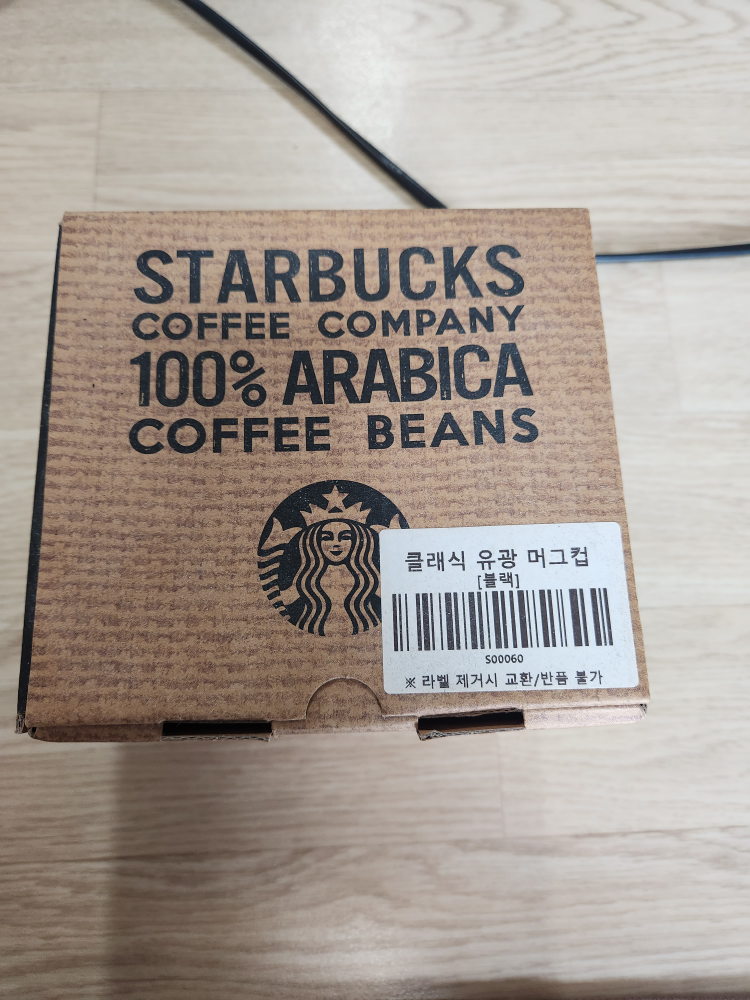 STARBUCKS
COFFEE COMPANY
100% ARABICA
COFFEE BEANS
클래식 유광 머그컵
[블랙]
S00060
※ 라벨 제거시 교환/반품 불가